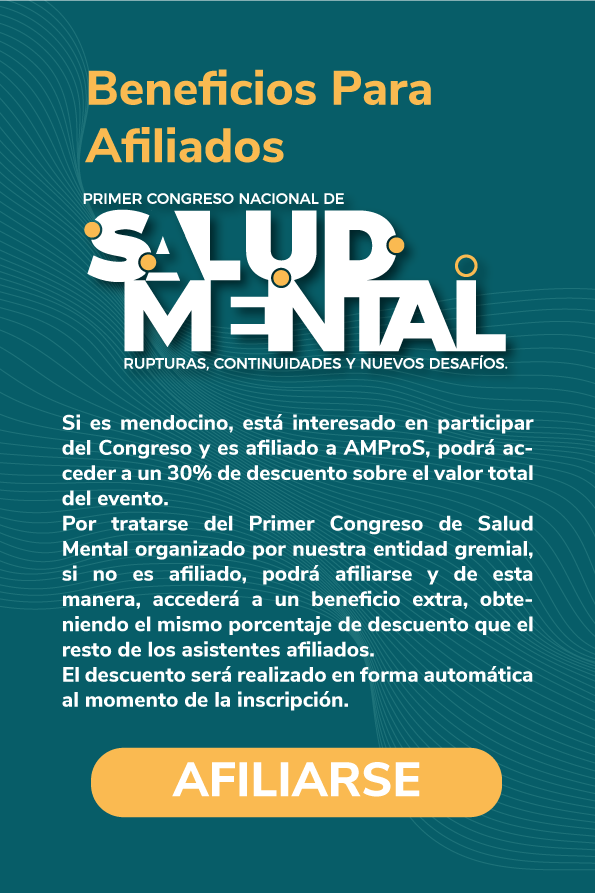 Beneficios Para
Afiliados
PRIMER CONGRESO NACIONAL DE
SALUD
MENTAL
RUPTURAS, CONTINUIDADES Y NUEVOS DESAFÍOS.
Si es mendocino, está interesado en participar
del Congreso y es afiliado a AMProS, podrá ac-
ceder a un 30% de descuento sobre el valor total
del evento.
Por tratarse del Primer Congreso de Salud
Mental organizado por nuestra entidad gremial,
si no es afiliado, podrá afiliarse y de esta
manera, accederá a un beneficio extra, obte-
niendo el mismo porcentaje de descuento que el
resto de los asistentes afiliados.
El descuento será realizado en forma automática
al momento de la inscripción.
AFILIARSE